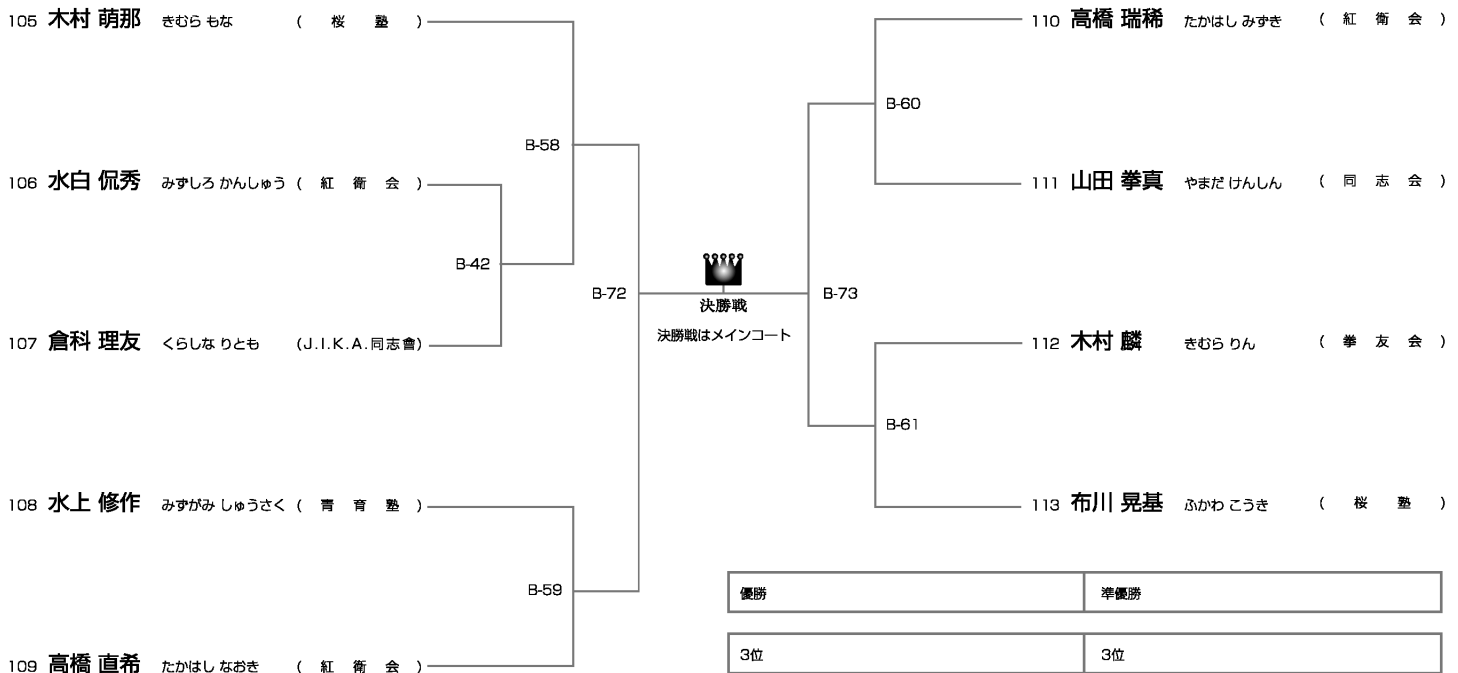 105 木村 萌那 きむら もな ( 桜 塾 )
B-58
106 水白 侃秀 みずしろ かんしゅう ( 紅 衛 会 )
B-42
107 倉科 理友 くらしな りとも (J.I.K.A.同志會)
B-72
108 水上 修作 みずがみ しゅうさく ( 青 育 塾 )
B-59
109 高橋 直希 たかはし なおき ( 紅 衛 会 )
決勝戦
決勝戦はメインコート
110 高橋 瑞稀 たかはし みずき ( 紅 衛 会 )
B-60
111 山田 拳真 やまだ けんしん ( 同 志 会 )
B-73
112 木村 麟 きむら りん ( 拳 友 会 )
B-61
113 布川 晃基 ふかわ こうき ( 桜 塾 )
優勝 準優勝
3位 3位